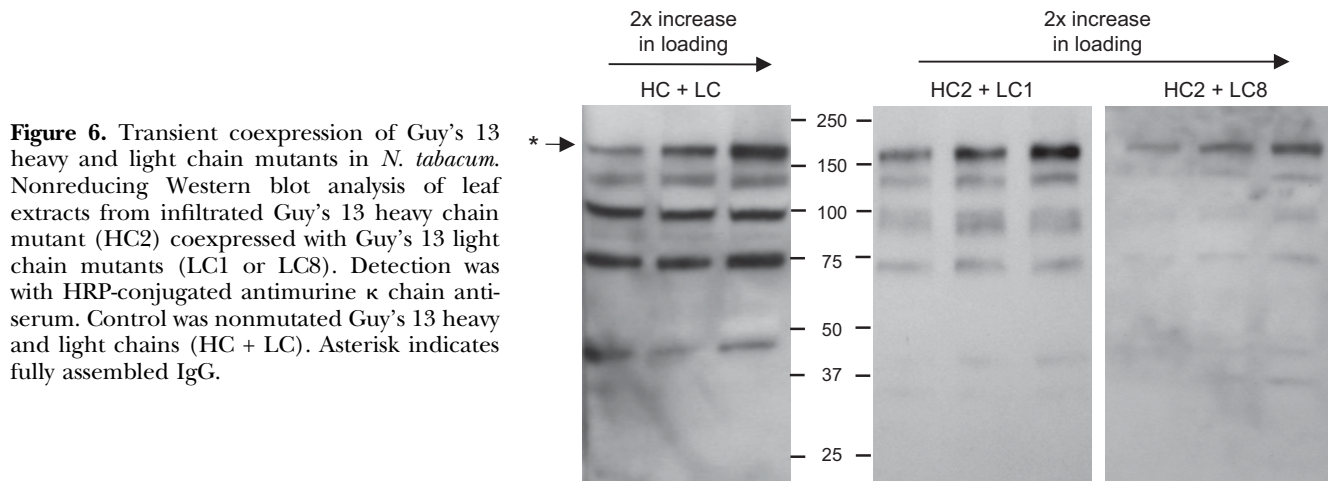 Figure 6. Transient coexpression of Guy's 13
heavy and light chain mutants in N. tabacum.
Nonreducing Western blot analysis of leaf
extracts from infiltrated Guy's 13 heavy chain
mutant (HC2) coexpressed with Guy's 13 light
chain mutants (LC1 or LC8). Detection was
with HRP-conjugated antimurine κ chain anti-
serum. Control was nonmutated Guy's 13 heavy
and light chains (HC + LC). Asterisk indicates
fully assembled IgG.
2x increase
in loading
HC + LC
*
250
150
100
75
50
37
25
2x increase
in loading
HC2 + LC1
HC2 + LC8